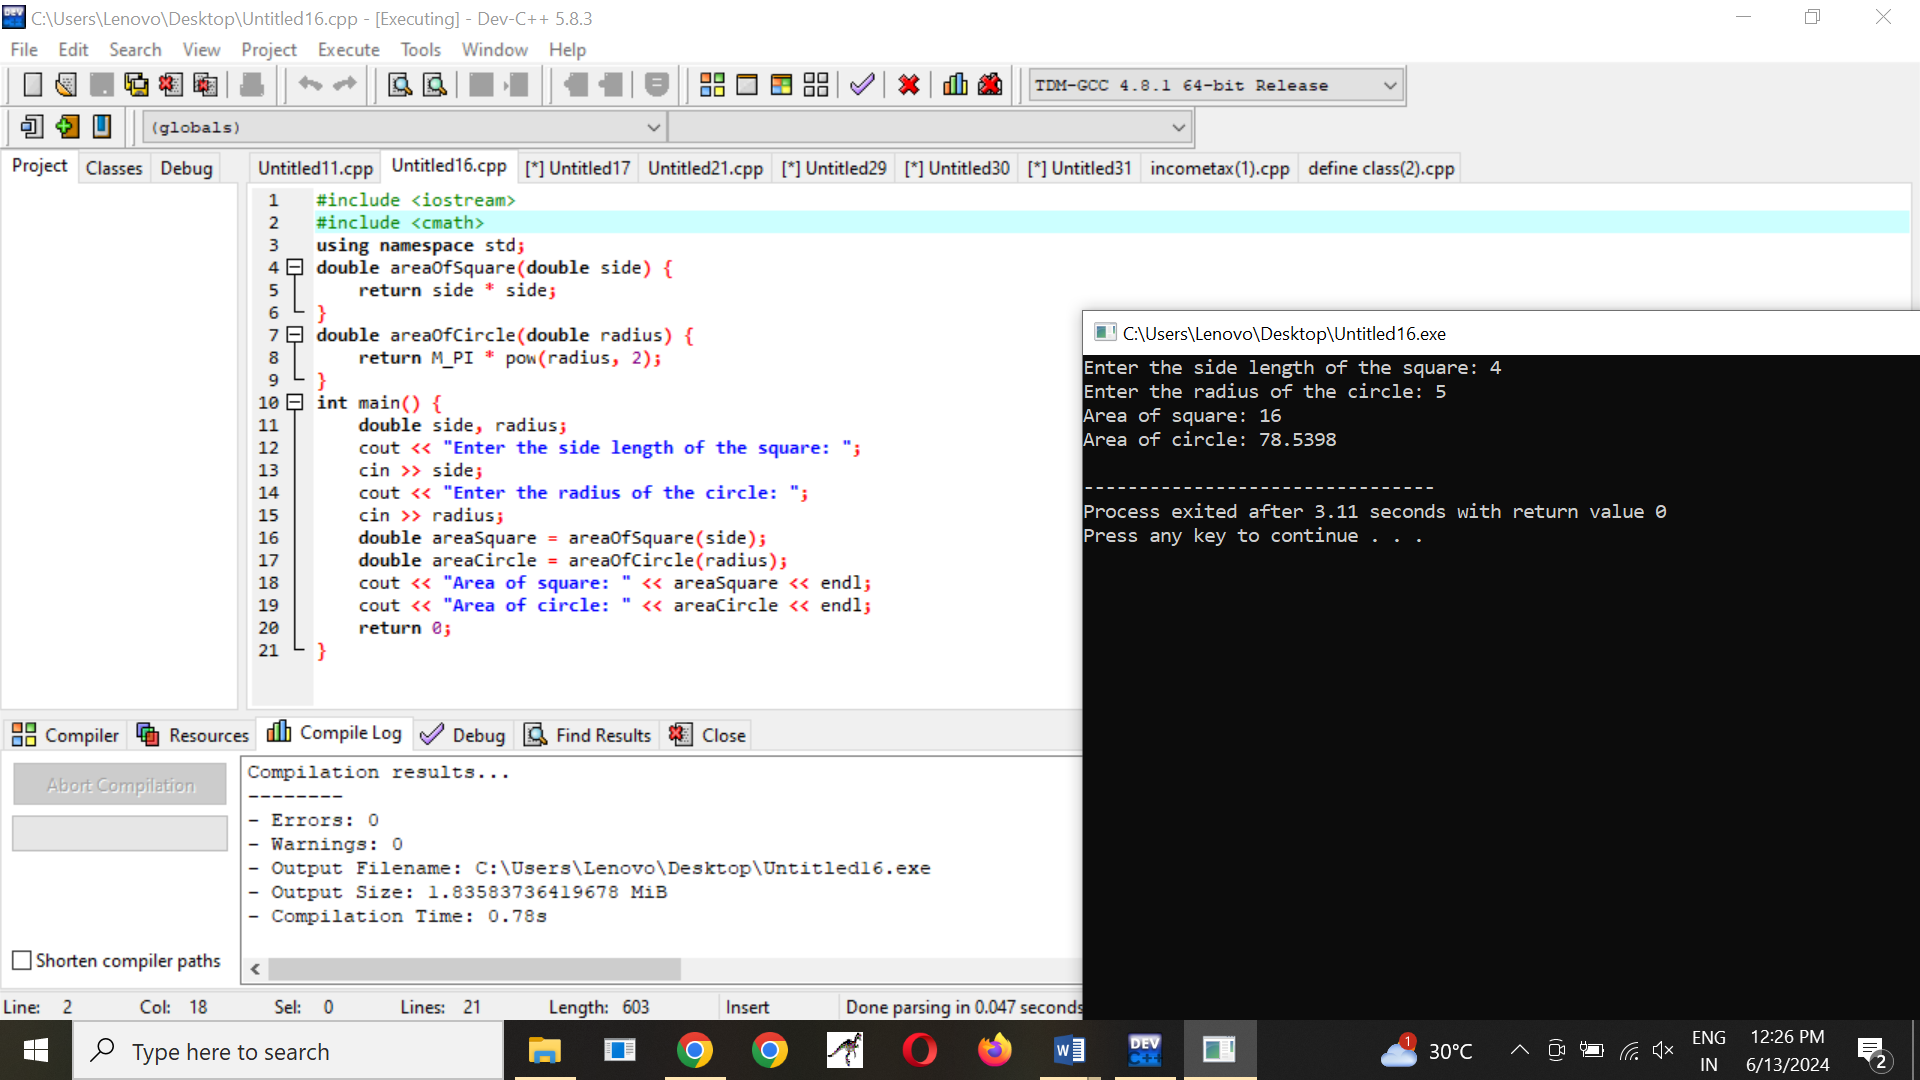 C:\Users\Lenovo\Desktop\Untitled16.cpp - [Executing] - Dev-C++ 5.8.3
File Edit Search View Project Execute Tools Window Help
TDM-GCC 4.8.1 64-bit Release
(globals)
Project Classes Debug
Untitled11.cpp Untitled16.cpp [*] Untitled17 Untitled21.cpp [*] Untitled29 [*] Untitled30 [*] Untitled31 incometax(1).cpp define class(2).cpp
1 #include <iostream>
2 #include <cmath>
3 using namespace std;
4 double areaOfSquare(double side) {
5     return side * side;
6 }
7 double areaOfCircle(double radius) {
8     return M_PI * pow(radius, 2);
9 }
10 int main() {
11     double side, radius;
12     cout << "Enter the side length of the square: ";
13     cin >> side;
14     cout << "Enter the radius of the circle: ";
15     cin >> radius;
16     double areaSquare = areaOfSquare(side);
17     double areaCircle = areaOfCircle(radius);
18     cout << "Area of square: " << areaSquare << endl;
19     cout << "Area of circle: " << areaCircle << endl;
20     return 0;
21 }
C:\Users\Lenovo\Desktop\Untitled16.exe
Enter the side length of the square: 4
Enter the radius of the circle: 5
Area of square: 16
Area of circle: 78.5398
--------------------------------
Process exited after 3.11 seconds with return value 0
Press any key to continue . . .
Compiler Resources Compile Log Debug Find Results Close
Abort Compilation
Shorten compiler paths
Compilation results...
--------
- Errors: 0
- Warnings: 0
- Output Filename: C:\Users\Lenovo\Desktop\Untitled16.exe
- Output Size: 1.83583736419678 MiB
- Compilation Time: 0.78s
Line: 2 Col: 18 Sel: 0 Lines: 21 Length: 603 Insert Done parsing in 0.047 seconds
Type here to search
W
DEV C++
1
30°C
ENG
IN
12:26 PM
6/13/2024
2